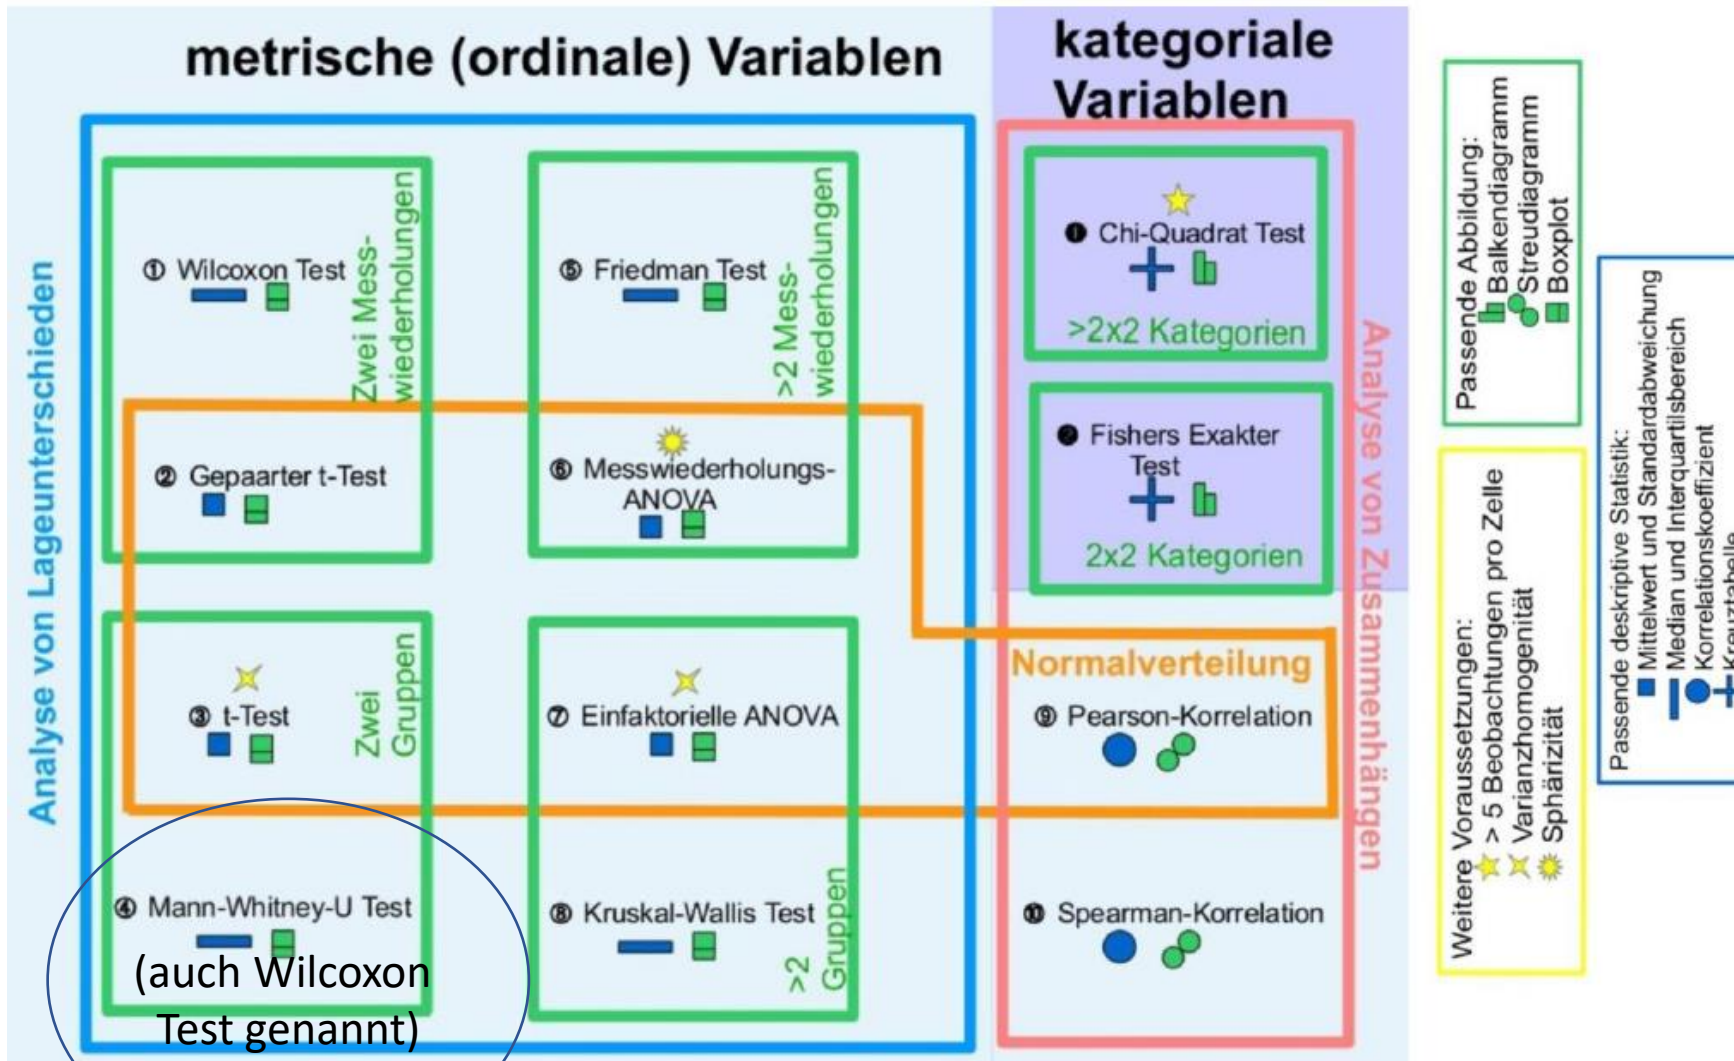 metrische (ordinale) Variablen
kategoriale
Variablen
Analyse von Lageunterschieden
① Wilcoxon Test
Zwei Mess-
wiederholungen
② Gepaarter t-Test
⑤ Friedman Test
>2 Mess-
wiederholungen
⑥ Messwiederholungs-
ANOVA
③ t-Test
Zwei
Gruppen
④ Mann-Whitney-U Test
(auch Wilcoxon
Test genannt)
⑦ Einfaktorielle ANOVA
⑧ Kruskal-Wallis Test
>2
Gruppen
❶ Chi-Quadrat Test
>2x2 Kategorien
❷ Fishers Exakter
Test
2x2 Kategorien
Analyse von Zusammenhängen
Normalverteilung
⑨ Pearson-Korrelation
⑩ Spearman-Korrelation
Passende Abbildung:
Balkendiagramm
Streudiagramm
Boxplot
Weitere Voraussetzungen:
> 5 Beobachtungen pro Zelle
Varianzhomogenität
Sphärizität
Passende deskriptive Statistik:
Mittelwert und Standardabweichung
Median und Interquartilsbereich
Korrelationskoeffizient
Kreuztabelle